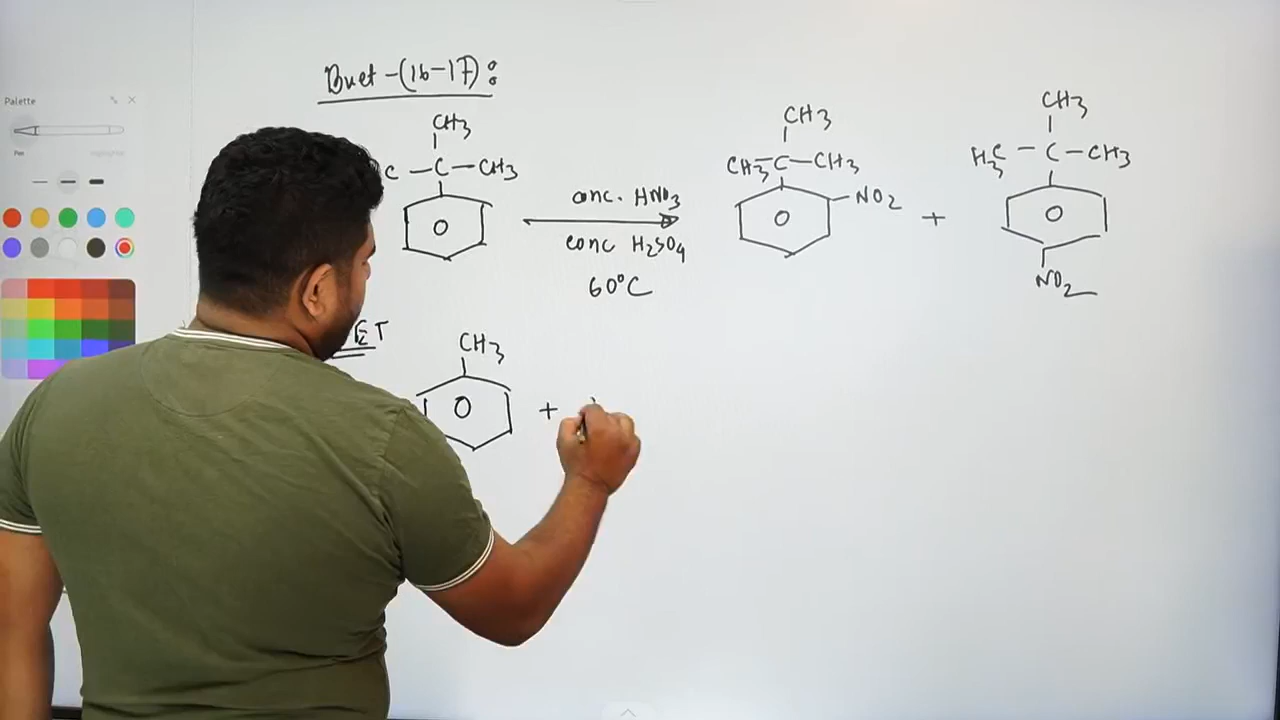 Palette
Buet-(16-17):
CH3 CH3 CH3
C - C - CH3 conc. HNO3 CH3 - C - CH3 H3C - C - CH3
conc H2SO4 NO2 +
60°C NO2
ET
CH3
+